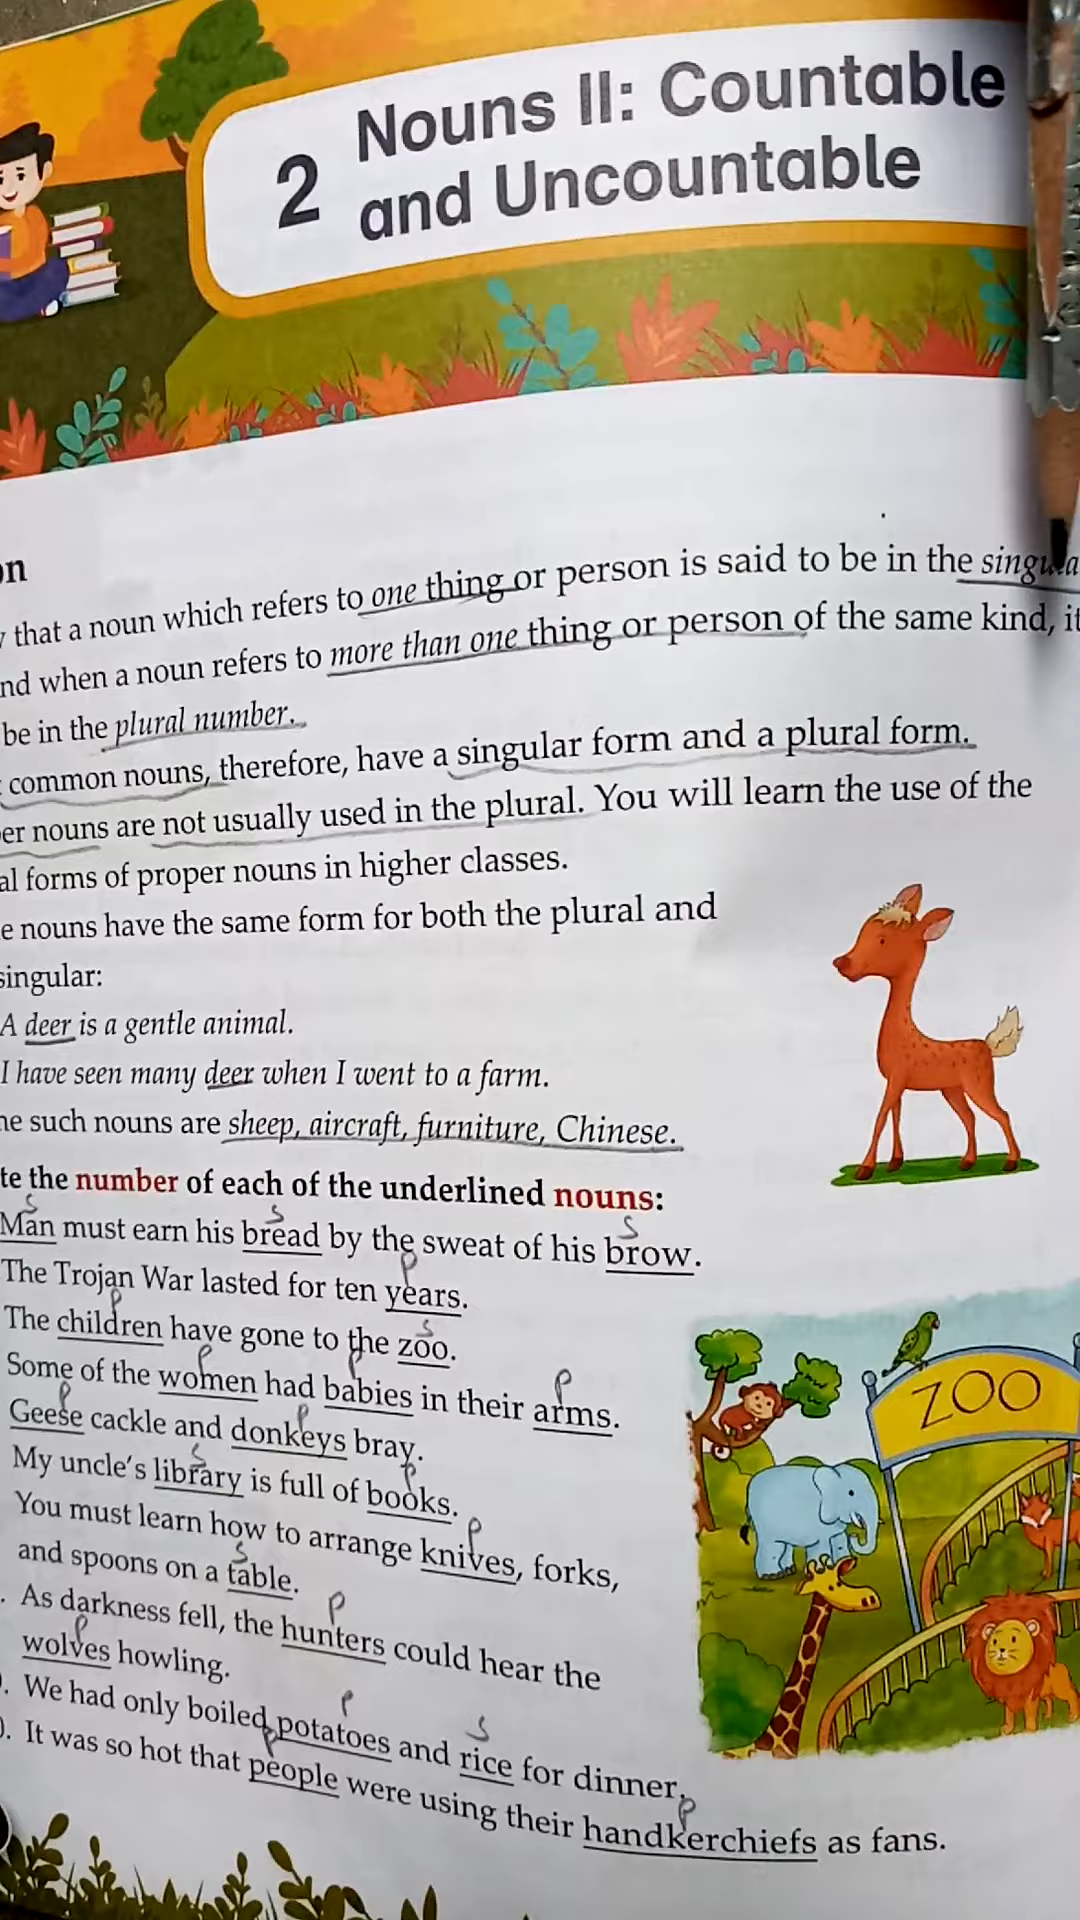 2 Nouns II: Countable
and Uncountable
on
that a noun which refers to one thing or person is said to be in the
nd when a noun refers to more than one thing or person of the same kind, it
be in the plural number.
common nouns, therefore, have a singular form and a plural form.
er nouns are not usually used in the plural. You will learn the use of the
al forms of proper nouns in higher classes.
e nouns have the same form for both the plural and
singular:
A deer is a gentle animal.
I have seen many deer when I went to a farm.
ne such nouns are sheep, aircraft, furniture, Chinese.
te the number of each of the underlined nouns:
s s s
Man must earn his bread by the sweat of his brow.
p
The Trojan War lasted for ten years.
p s
The children have gone to the zoo.
p p p
Some of the women had babies in their arms.
p p
Geese cackle and donkeys bray.
s p
My uncle's library is full of books.
p
You must learn how to arrange knives, forks,
s
and spoons on a table.
p
. As darkness fell, the hunters could hear the
p
wolves howling.
p s
. We had only boiled potatoes and rice for dinner.
p p
). It was so hot that people were using their handkerchiefs as fans.
ZOO